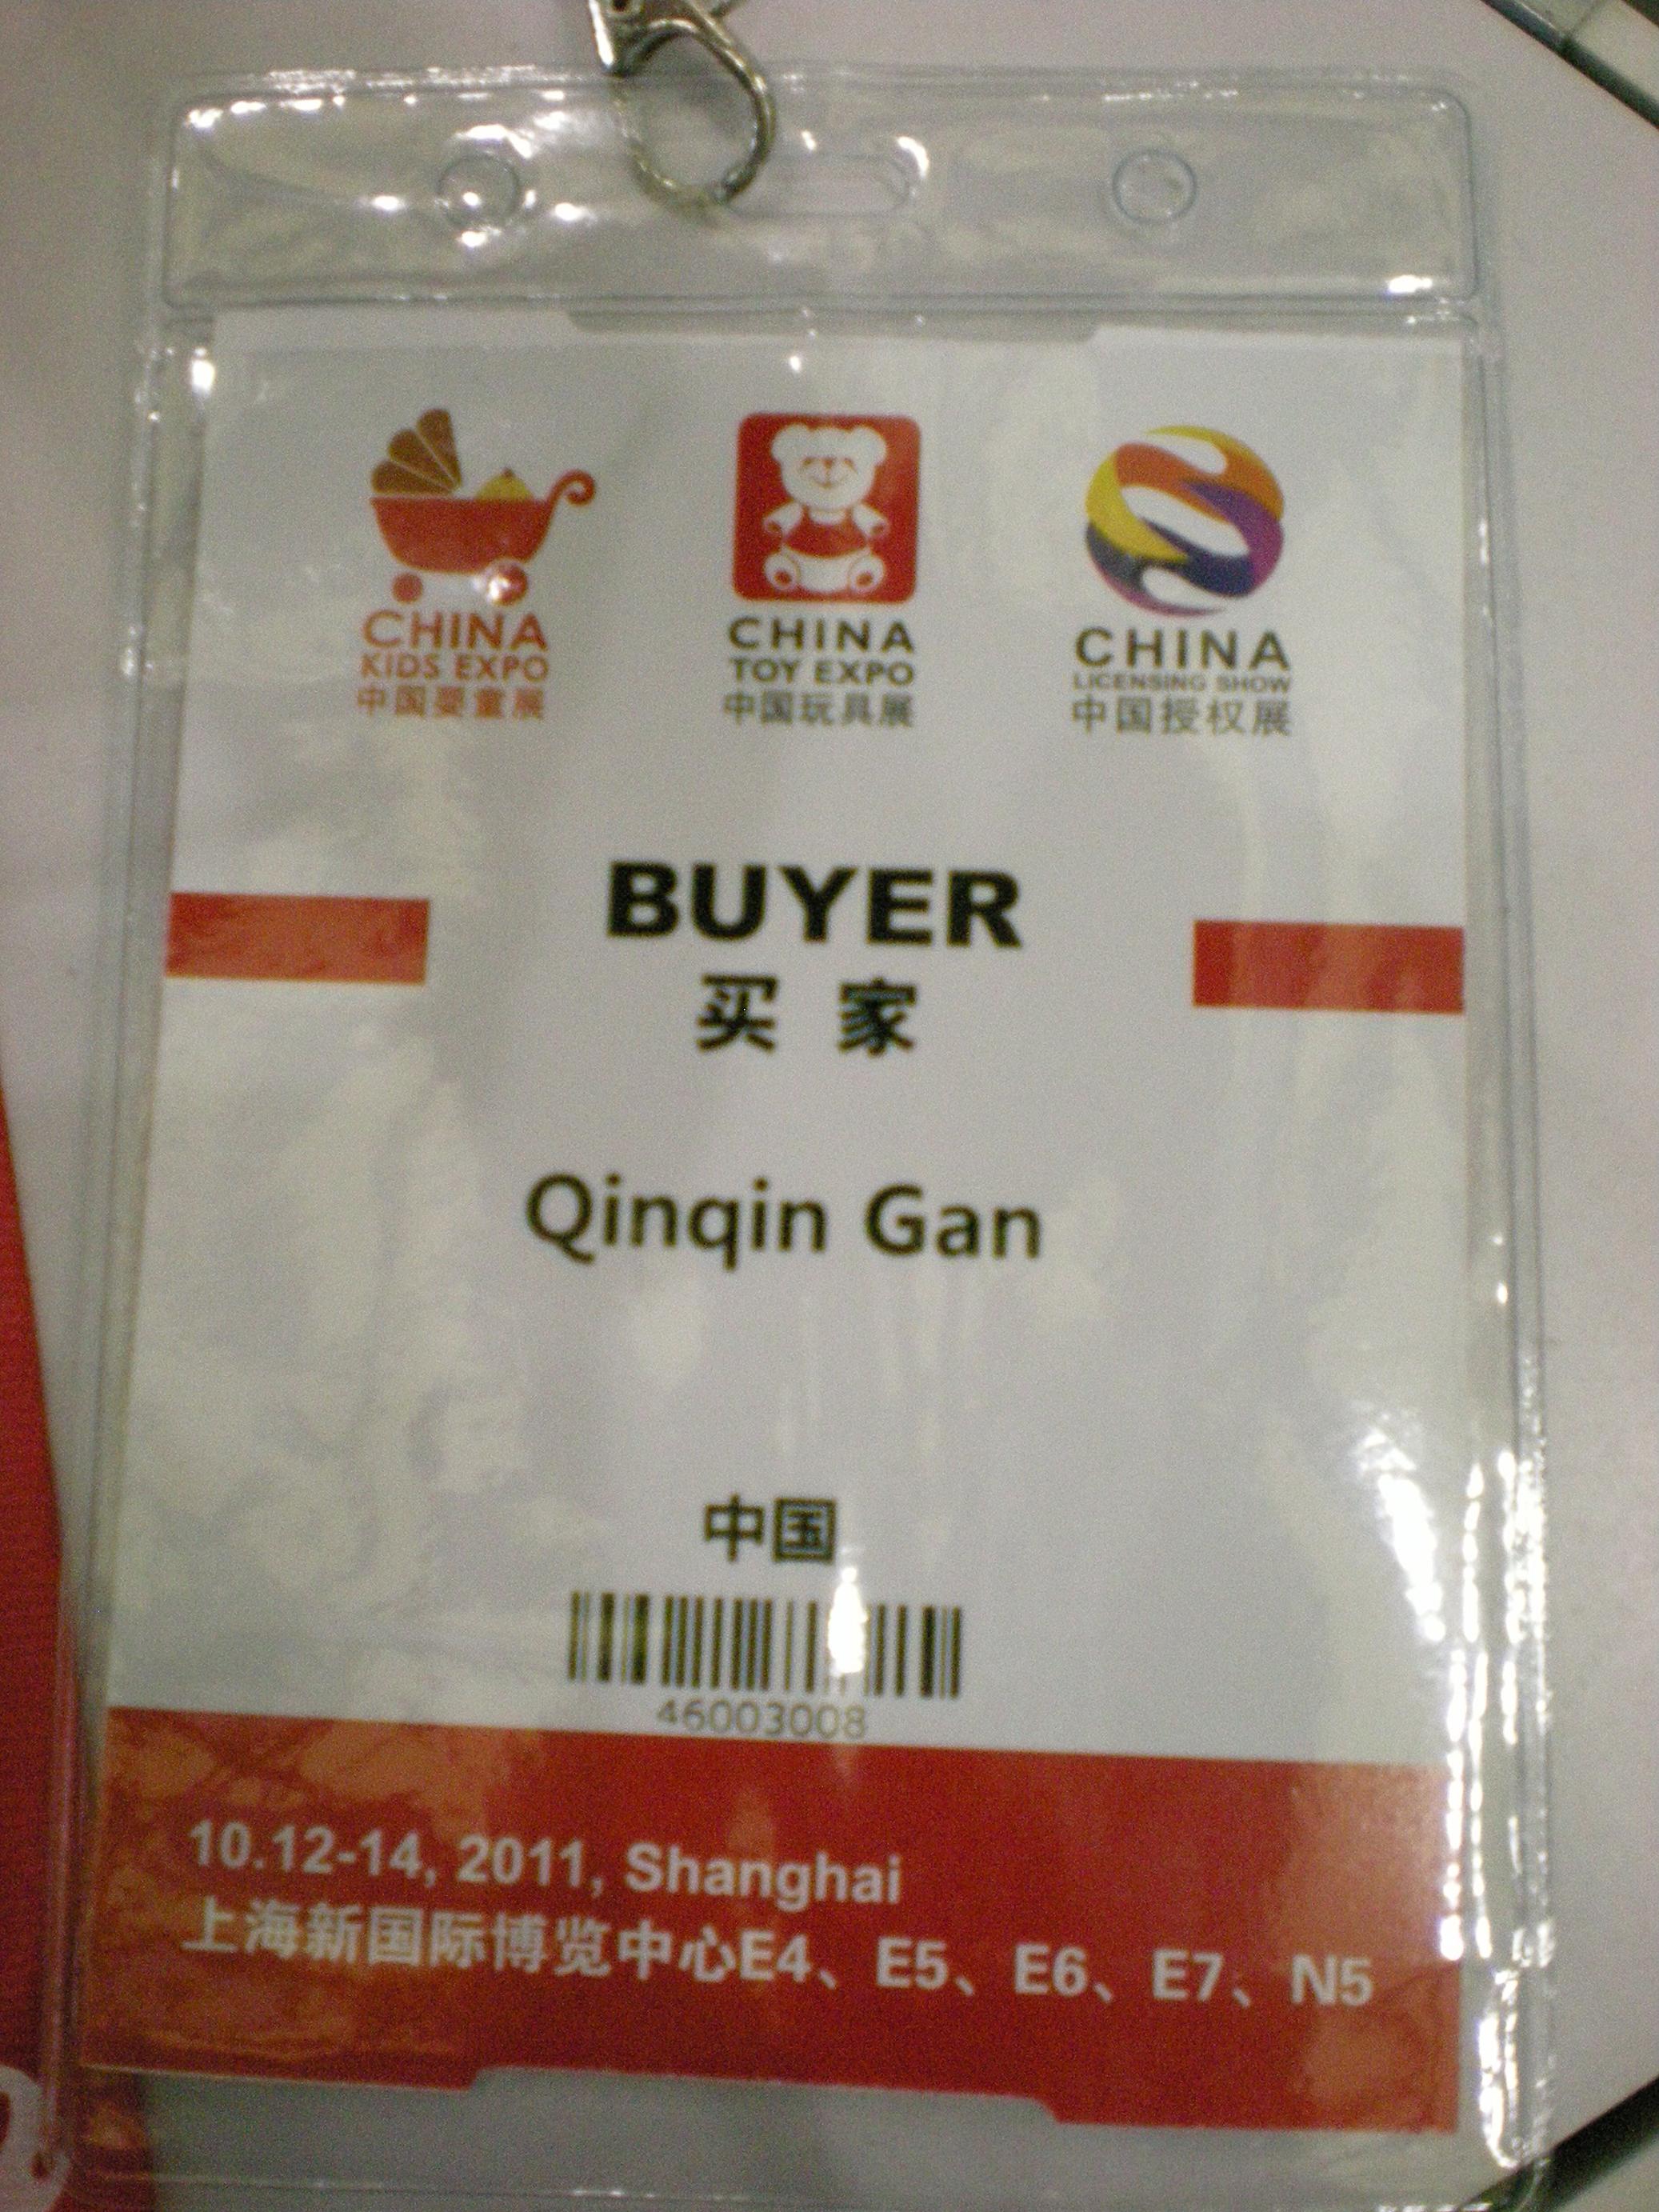 CHINA
KIDS EXPO
中国婴童展
CHINA
TOY EXPO
中国玩具展
CHINA
LICENSING SHOW
中国授权展
BUYER
买 家
Qinqin Gan
中国
46003008
10.12-14, 2011, Shanghai
上海新国际博览中心E4、E5、E6、E7、N5